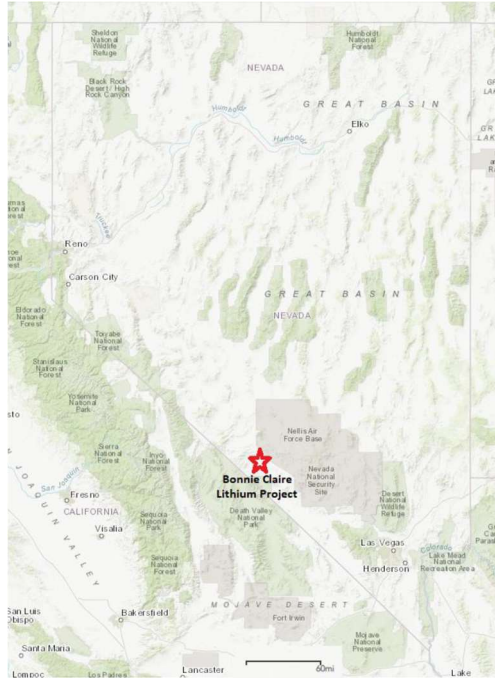 Sheldon
National
Wildlife
Refuge
Humboldt
National
Forest
NEVADA
Black Rock
Desert / High
Rock Canyon
Humboldt
GREAT BASIN
Elko
Humboldt
Reno
Carson City
GREAT BASIN
NEVADA
Eldorado
National
Forest
Toiyabe
National
Forest
Stanislaus
National
Forest
Yosemite
National
Park
Nellis Air
Force Base
Sierra
National
Forest
Inyo
National
Forest
Bonnie Claire
Lithium Project
Nevada
National
Security
Site
San Joaquin
Fresno
CALIFORNIA
JOAQUIN VALLEY
Visalia
Sequoia
National
Park
Death Valley
National
Park
Desert
National
Wildlife
Refuge
Las Vegas
Colorado
Henderson
Lake Mead
National
Recreation Area
Sequoia
National
Forest
MOJAVE DESERT
San Luis
Obispo
Bakersfield
Fort Irwin
Santa Maria
Mojave
National
Preserve
Lompoc
Los Padres
Lancaster
60mi
Lake